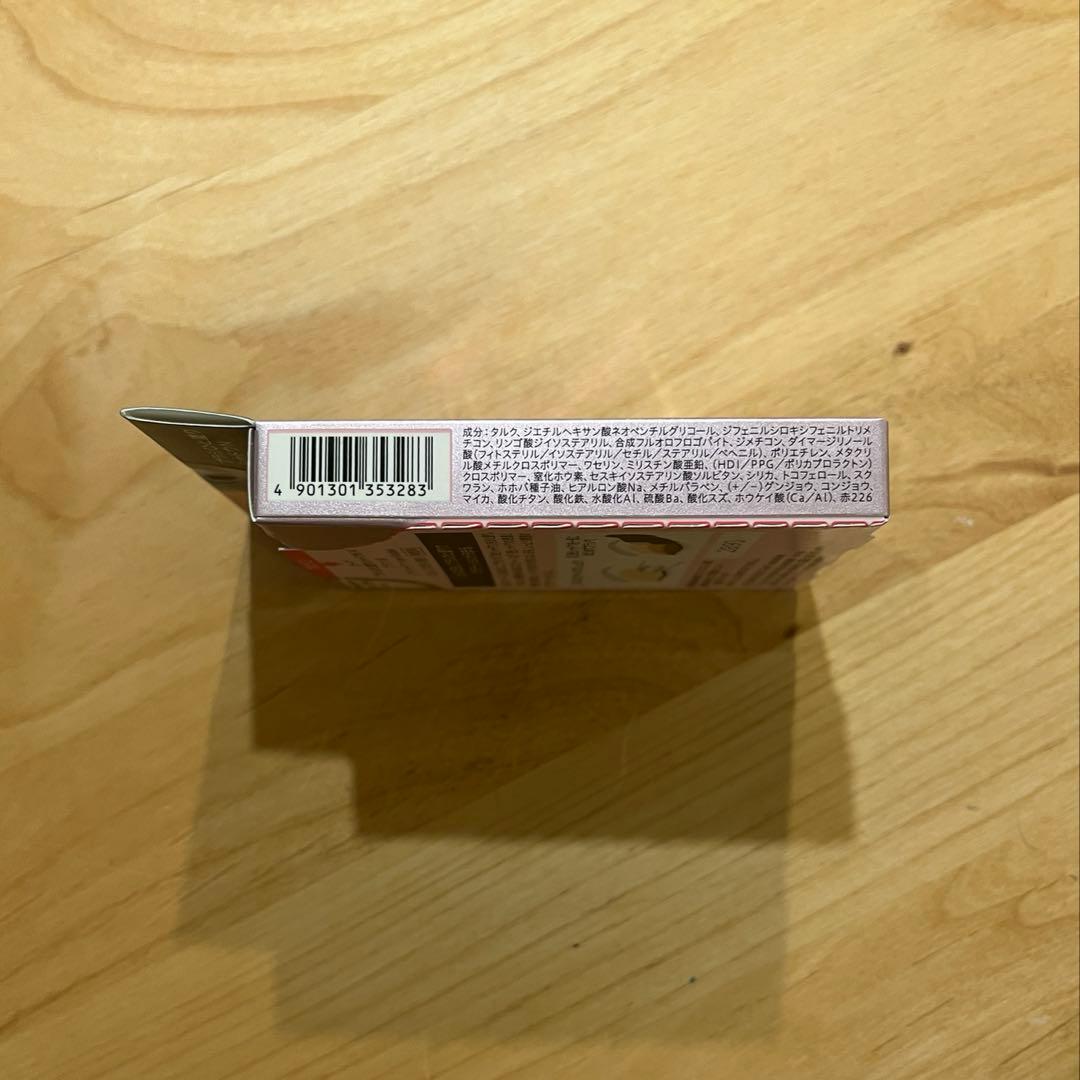 成分：タルク、ジエチルヘキサン酸ネオペンチルグリコール、ジフェニルシロキシフェニルトリメ
チコン、リンゴ酸ジイソステアリル、合成フルオロフロゴパイト、ジメチコン、ダイマージリノール
酸(フィトステリル／イソステアリル／セチル／ステアリル／ベヘニル)、ポリエチレン、メタクリ
ル酸メチルクロスポリマー、ワセリン、ミリスチン酸亜鉛、(HDI／PPG／ポリカプロラクトン)
クロスポリマー、窒化ホウ素、セスキイソステアリン酸ソルビタン、シリカ、トコフェロール、スク
ワラン、ホホバ種子油、ヒアルロン酸Na、メチルパラベン、(＋／−)グンジョウ、コンジョウ、
マイカ、酸化チタン、酸化鉄、水酸化Al、硫酸Ba、酸化スズ、ホウケイ酸(Ca／Al)、赤226
4 901301 353283